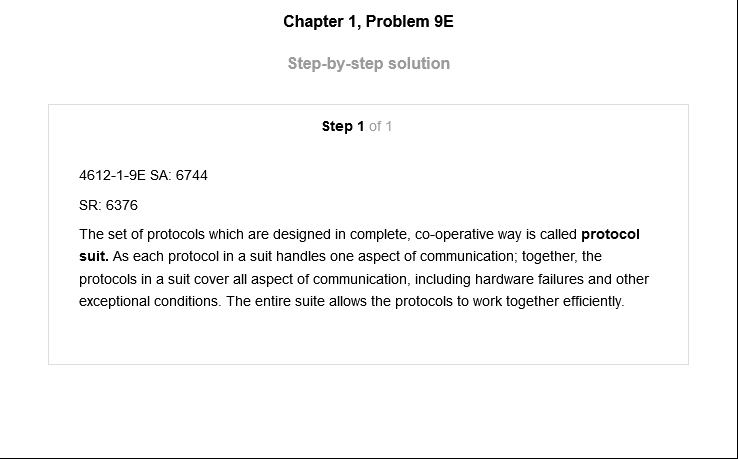 Chapter 1, Problem 9E
Step-by-step solution
Step 1 of 1
4612-1-9E SA: 6744
SR: 6376
The set of protocols which are designed in complete, co-operative way is called protocol
suit. As each protocol in a suit handles one aspect of communication; together, the
protocols in a suit cover all aspect of communication, including hardware failures and other
exceptional conditions. The entire suite allows the protocols to work together efficiently.